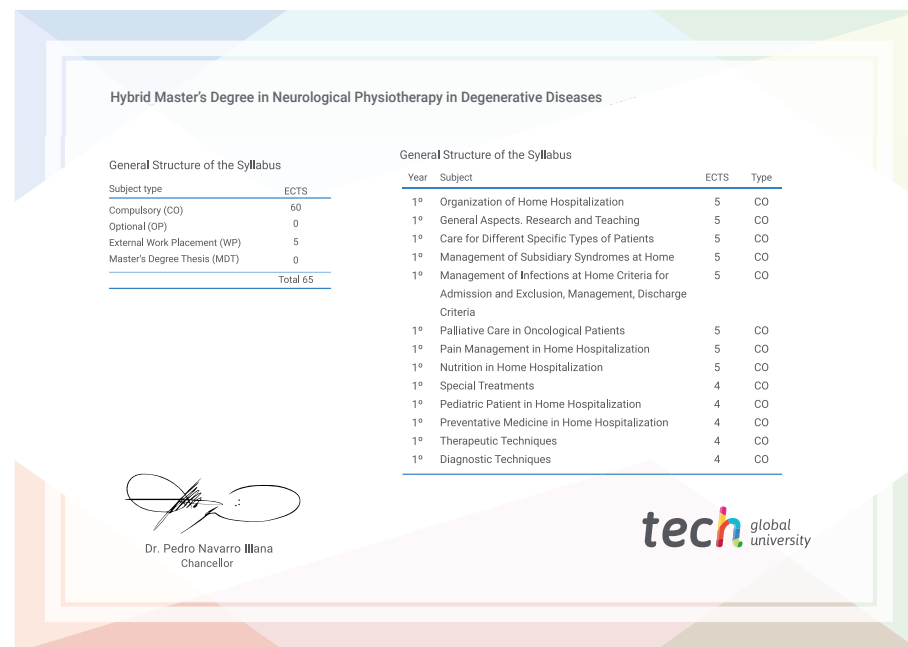 Hybrid Master's Degree in Neurological Physiotherapy in Degenerative Diseases
General Structure of the Syllabus
Subject type ECTS
Compulsory (CO) 60
Optional (OP) 0
External Work Placement (WP) 5
Master's Degree Thesis (MDT) 0
Total 65
General Structure of the Syllabus
Year Subject ECTS Type
1º Organization of Home Hospitalization 5 CO
1º General Aspects. Research and Teaching 5 CO
1º Care for Different Specific Types of Patients 5 CO
1º Management of Subsidiary Syndromes at Home 5 CO
1º Management of Infections at Home Criteria for 5 CO
Admission and Exclusion, Management, Discharge
Criteria
1º Palliative Care in Oncological Patients 5 CO
1º Pain Management in Home Hospitalization 5 CO
1º Nutrition in Home Hospitalization 5 CO
1º Special Treatments 4 CO
1º Pediatric Patient in Home Hospitalization 4 CO
1º Preventative Medicine in Home Hospitalization 4 CO
1º Therapeutic Techniques 4 CO
1º Diagnostic Techniques 4 CO
Dr. Pedro Navarro Illana
Chancellor
tech global
university